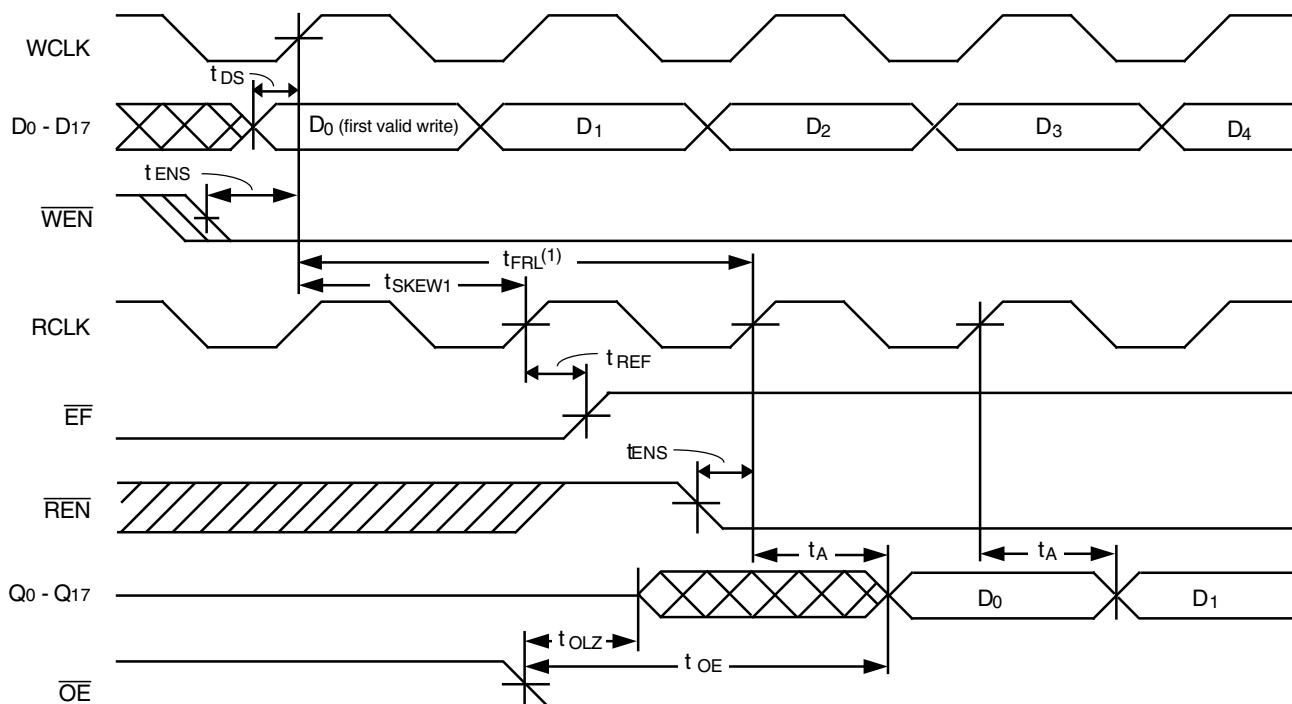 WCLK
tDS
D0 - D17
D0 (first valid write)
D1
D2
D3
D4
tENS
WEN
tFRL(1)
tSKEW1
RCLK
tREF
EF
tENS
REN
tA
tA
Q0 - Q17
D0
D1
tOLZ
tOE
OE